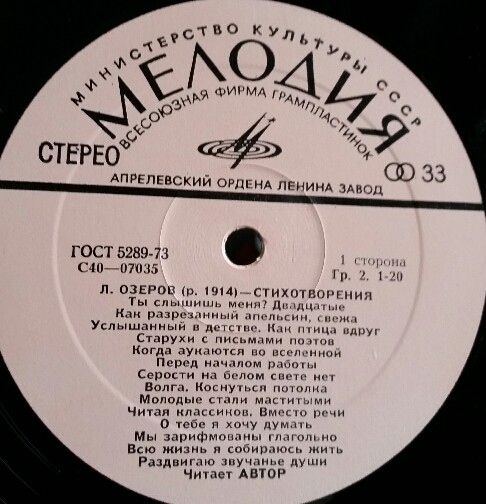 МИНИСТЕРСТВО КУЛЬТУРЫ СССР
МЕЛОДИЯ
ВСЕСОЮЗНАЯ ФИРМА ГРАМПЛАСТИНОК
СТЕРЕО
33
АПРЕЛЕВСКИЙ ОРДЕНА ЛЕНИНА ЗАВОД
ГОСТ 5289-73
С40—07035
1 сторона
Гр. 2. 1-20
Л. ОЗЕРОВ (р. 1914)—СТИХОТВОРЕНИЯ
Ты слышишь меня? Двадцатые
Как разрезанный апельсин, свежа
Услышанный в детстве. Как птица вдруг
Старухи с письмами поэтов
Когда аукаются во вселенной
Перед началом работы
Серости на белом свете нет
Волга. Коснуться потолка
Молодые стали маститыми
Читая классиков. Вместо речи
О тебе я хочу думать
Мы зарифмованы глагольно
Всю жизнь я собираюсь жить
Раздвигаю звучанье души
Читает АВТОР